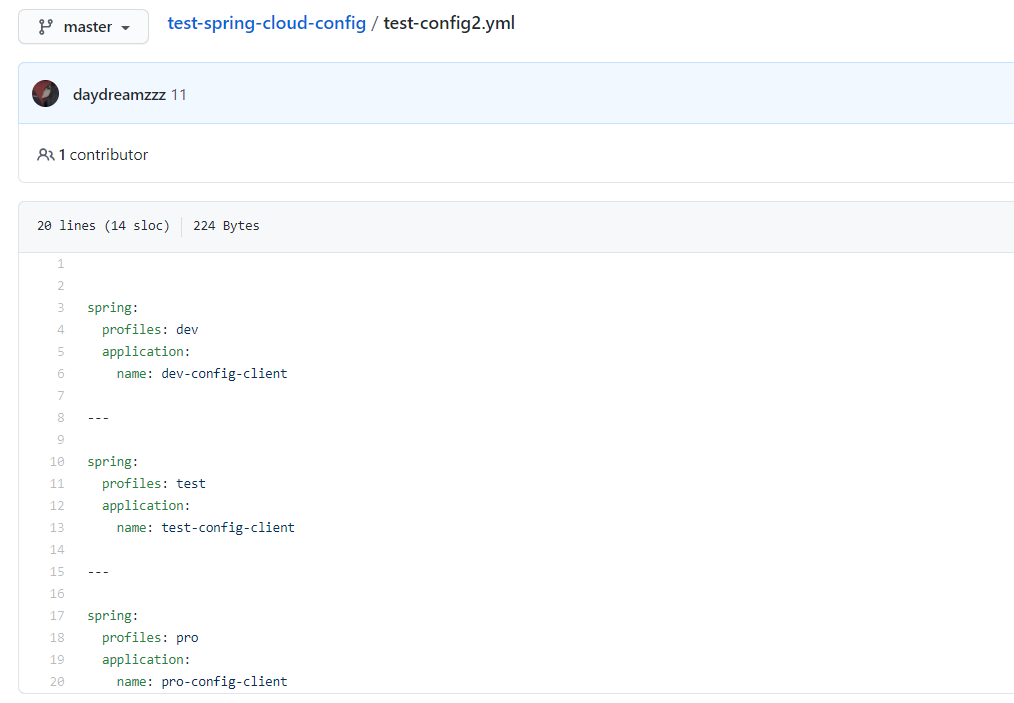 master test-spring-cloud-config / test-config2.yml
daydreamzzz 11
1 contributor
20 lines (14 sloc) 224 Bytes
1
2
3 spring:
4   profiles: dev
5   application:
6     name: dev-config-client
7
8 ---
9
10 spring:
11   profiles: test
12   application:
13     name: test-config-client
14
15 ---
16
17 spring:
18   profiles: pro
19   application:
20     name: pro-config-client